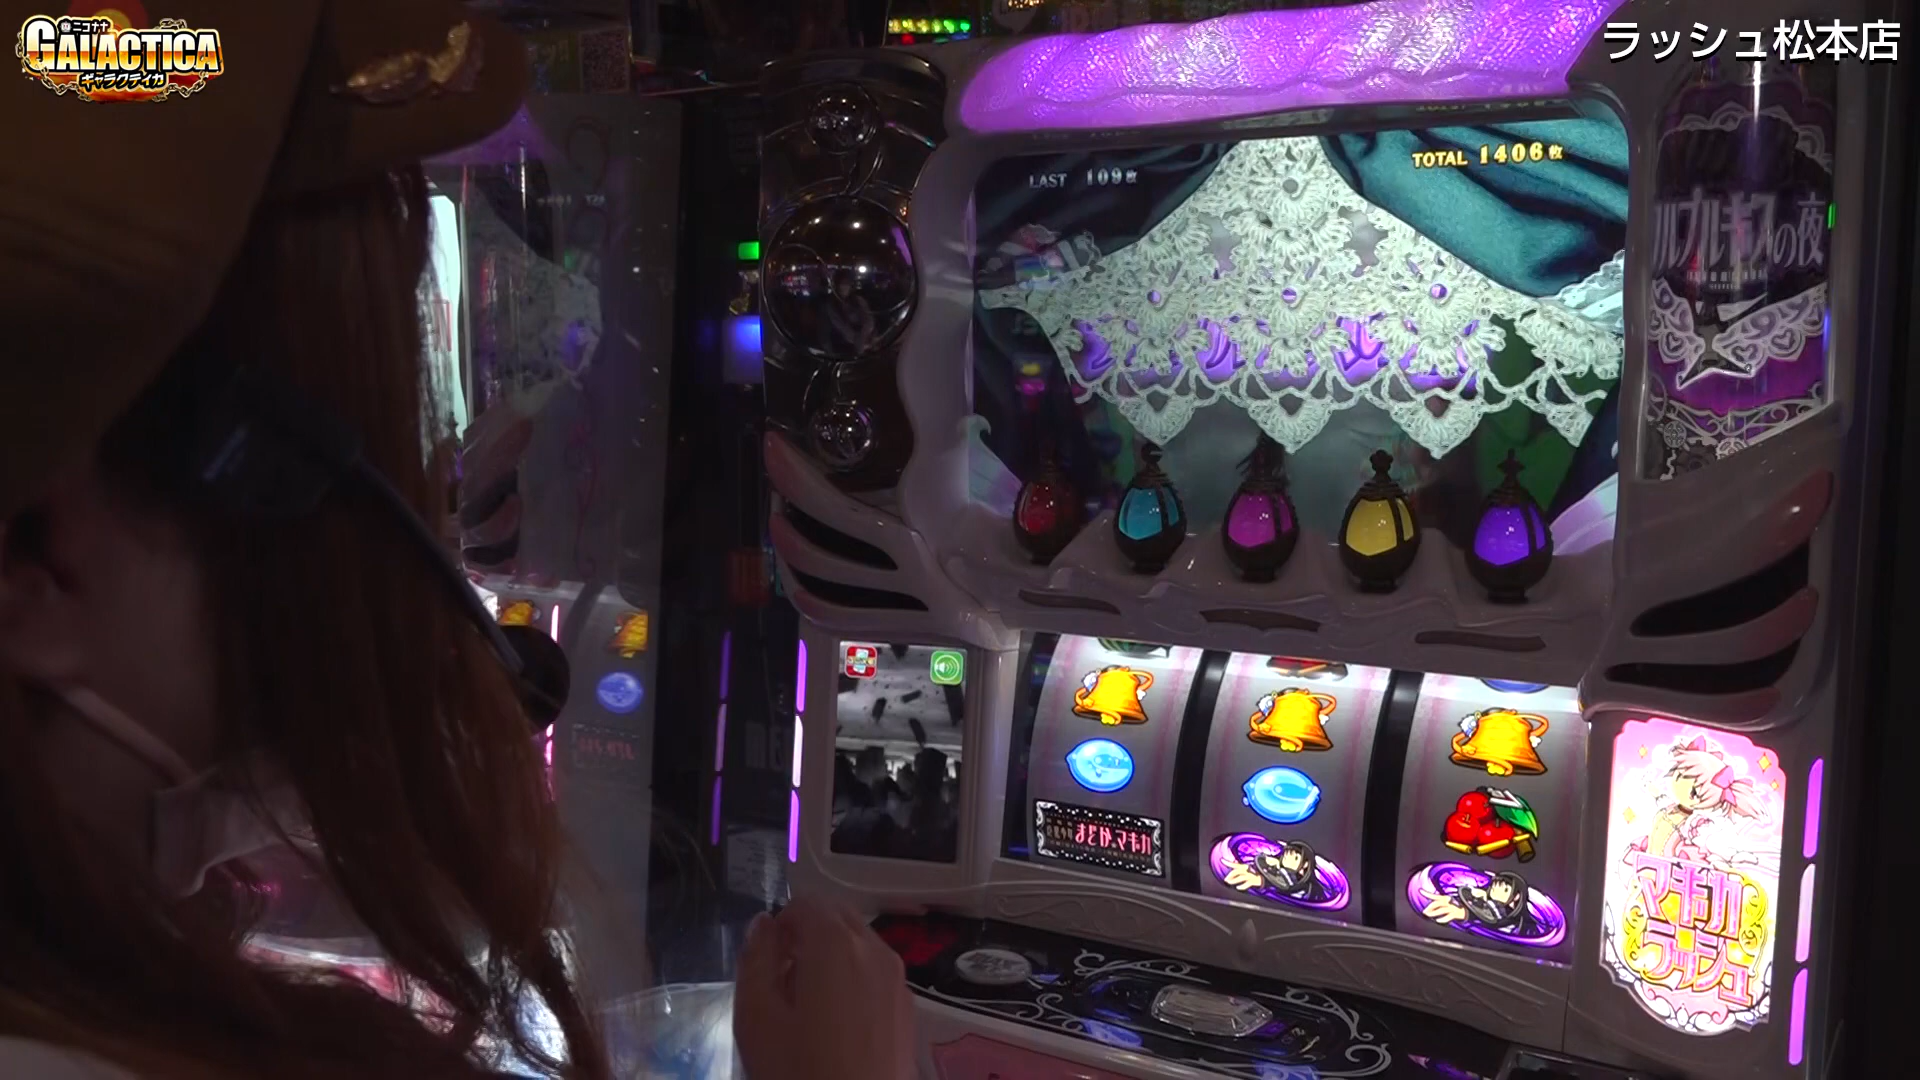 ニコナナ
GALACTICA
ギャラクティカ
ラッシュ松本店
LAST 109枚
TOTAL 1406枚
ワルプルギスの夜
まどか☆マギカ
マギカ
ラッシュ